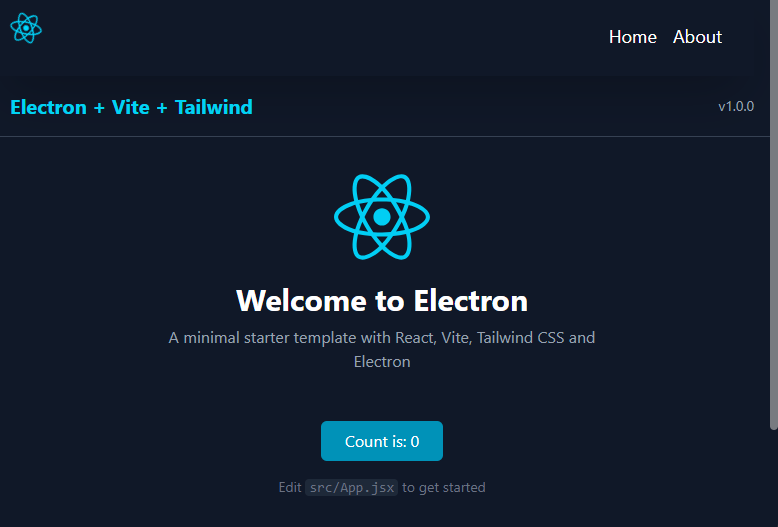 Home About
Electron + Vite + Tailwind
v1.0.0
Welcome to Electron
A minimal starter template with React, Vite, Tailwind CSS and
Electron
Count is: 0
Edit src/App.jsx to get started